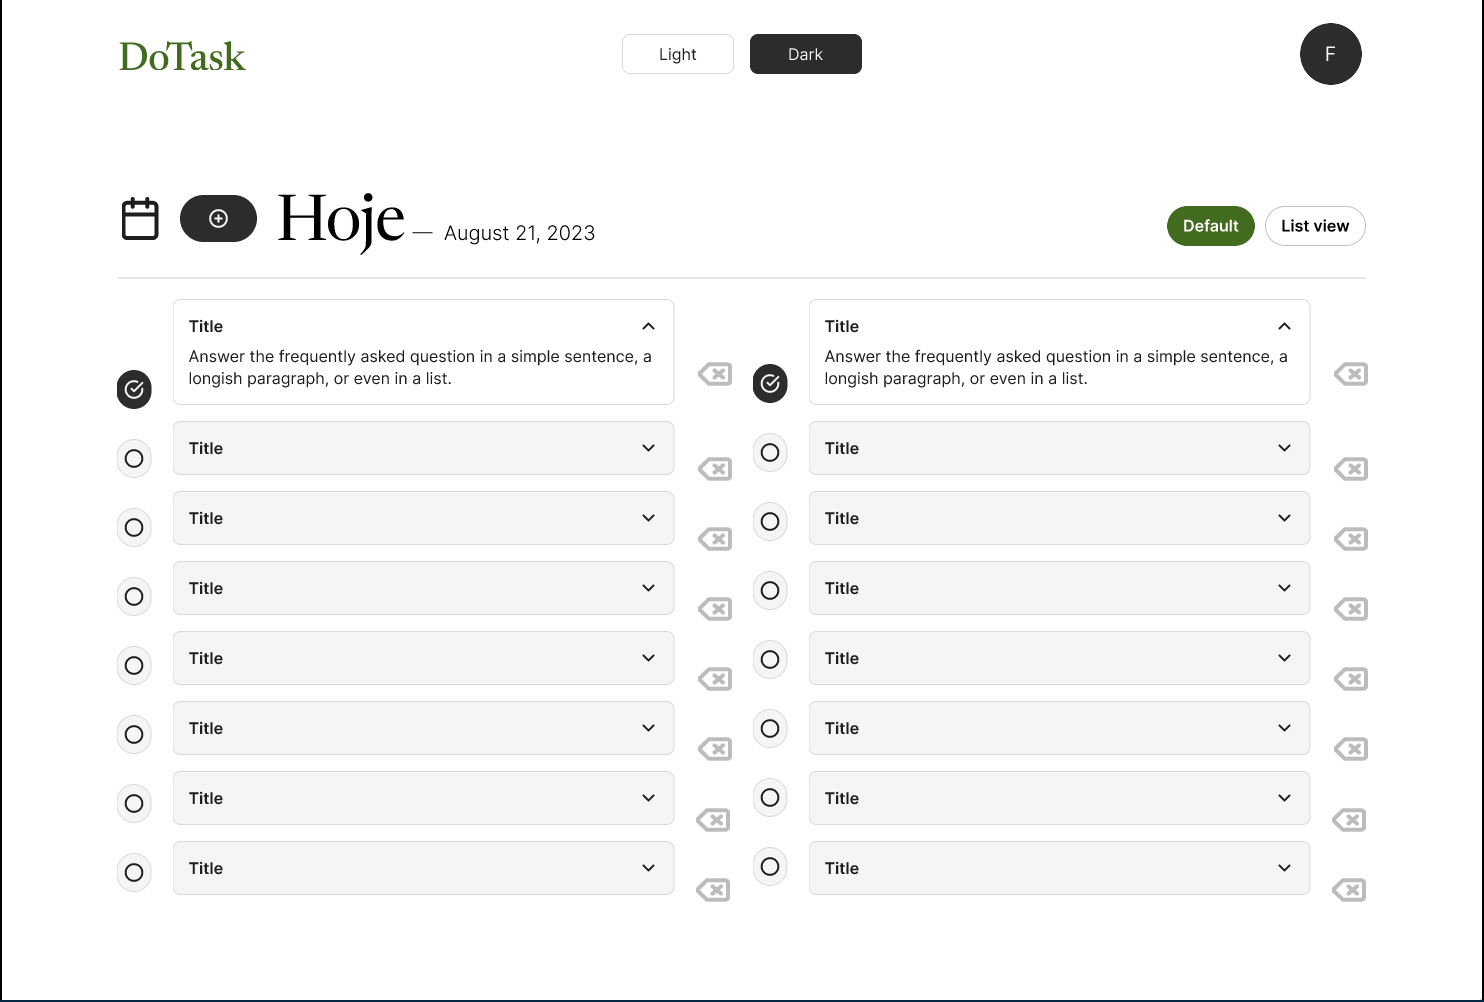 DoTask
Light
Dark
F
Hoje — August 21, 2023
Default
List view
Title
Answer the frequently asked question in a simple sentence, a
longish paragraph, or even in a list.
Title
Title
Title
Title
Title
Title
Title
Title
Answer the frequently asked question in a simple sentence, a
longish paragraph, or even in a list.
Title
Title
Title
Title
Title
Title
Title